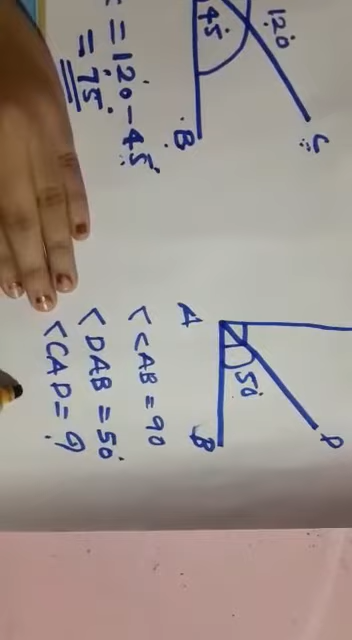 120
45
B
C
= 120 - 45
= 75
A
50
B
D
<CAB = 90
<DAB = 50
<CAD = ?